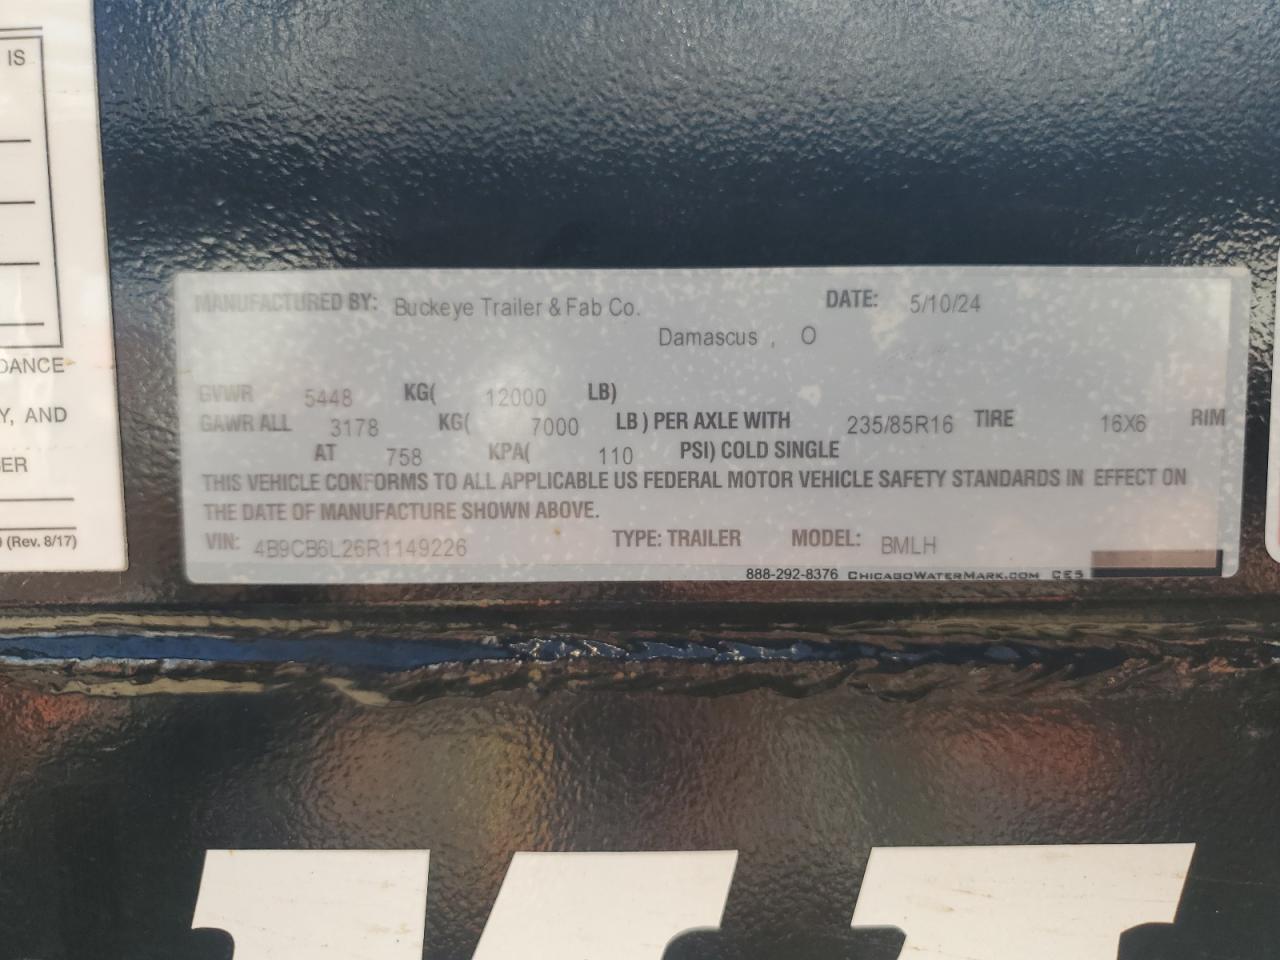 IS
DANCE
Y, AND
ER
(Rev. 8/17)
MANUFACTURED BY: Buckeye Trailer & Fab Co. DATE: 5/10/24
Damascus , O
GVWR 5448 KG( 12000 LB)
GAWR ALL 3178 KG( 7000 LB ) PER AXLE WITH 235/85R16 TIRE 16X6 RIM
AT 758 KPA( 110 PSI) COLD SINGLE
THIS VEHICLE CONFORMS TO ALL APPLICABLE US FEDERAL MOTOR VEHICLE SAFETY STANDARDS IN EFFECT ON
THE DATE OF MANUFACTURE SHOWN ABOVE.
VIN: 4B9CB6L26R1149226 TYPE: TRAILER MODEL: BMLH
888-292-8376 CHICAGOWATERMARK.COM CE5